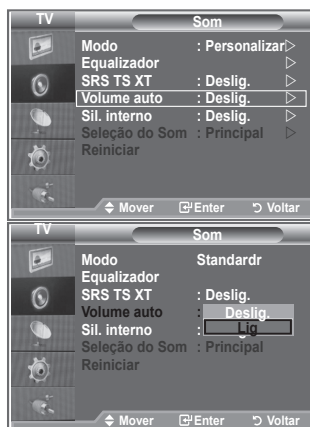 TV Som
Modo : Personalizar
Equalizador
SRS TS XT : Deslig.
Volume auto : Deslig.
Sil. interno : Deslig.
Seleção do Som : Principal
Reiniciar
Mover Enter Voltar
TV Som
Modo Standardr
Equalizador
SRS TS XT : Deslig.
Volume auto : Deslig.
Sil. interno : Lig
Seleção do Som : Principal
Reiniciar
Mover Enter Voltar